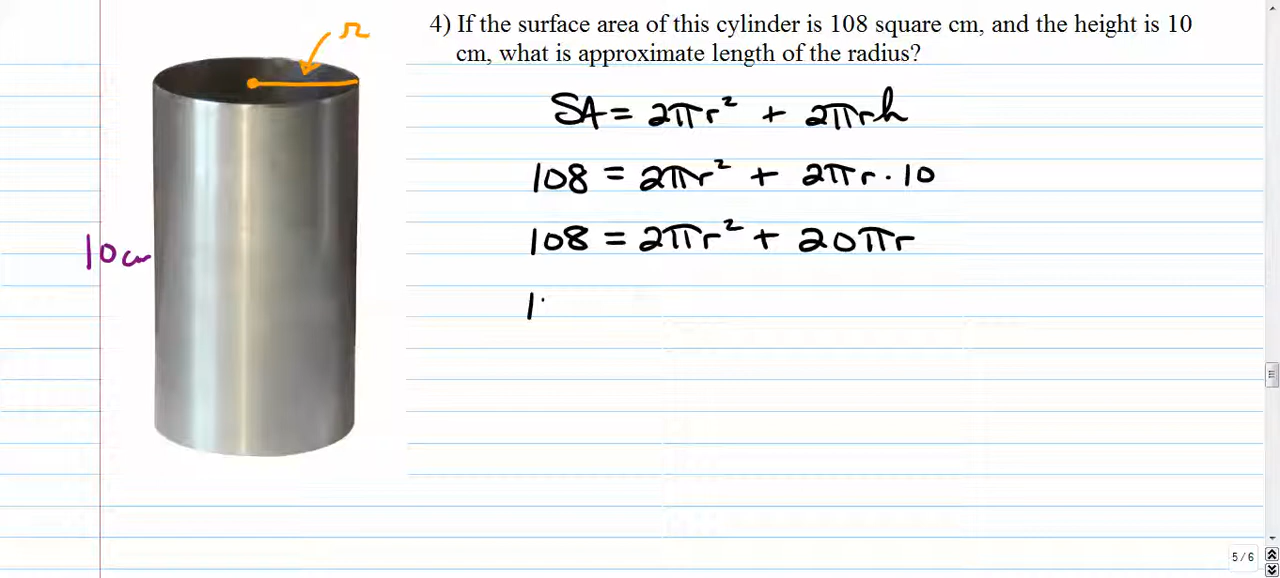 4) If the surface area of this cylinder is 108 square cm, and the height is 10
cm, what is approximate length of the radius?
r
SA = 2πr² + 2πrh
108 = 2πr² + 2πr · 10
108 = 2πr² + 20πr
10cm
1
5 / 6